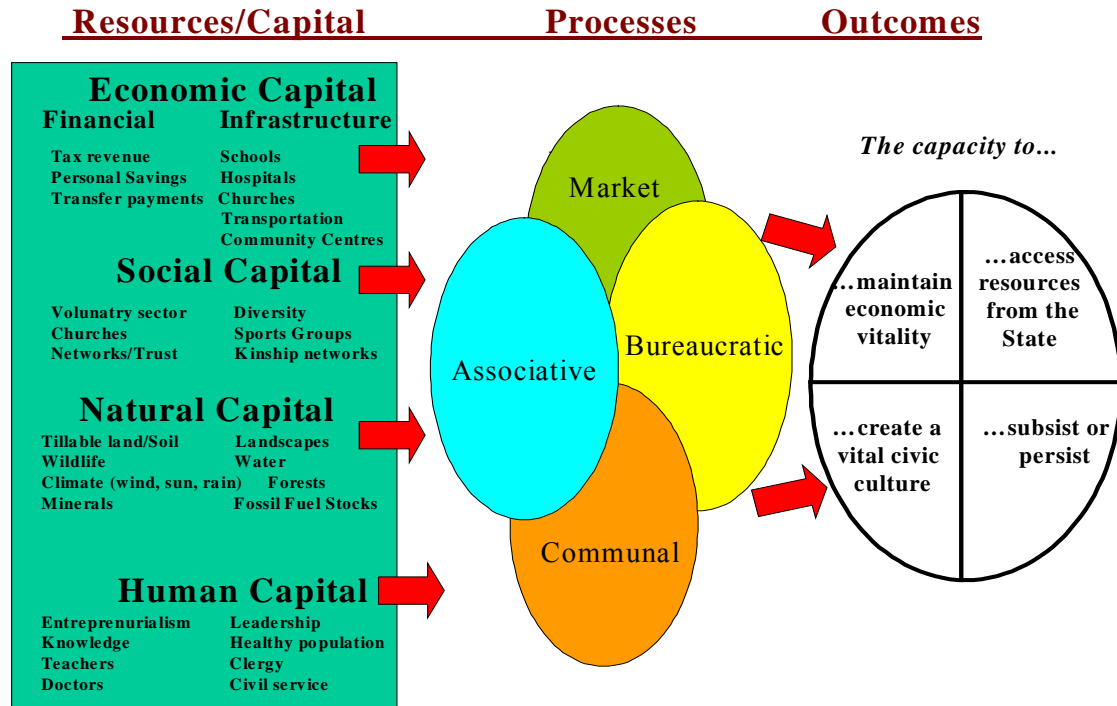 Resources/Capital Processes Outcomes
Economic Capital
Financial Infrastructure
Tax revenue Schools
Personal Savings Hospitals
Transfer payments Churches
Transportation
Community Centres
Social Capital
Volunatry sector Diversity
Churches Sports Groups
Networks/Trust Kinship networks
Natural Capital
Tillable land/Soil Landscapes
Wildlife Water
Climate (wind, sun, rain) Forests
Minerals Fossil Fuel Stocks
Human Capital
Entreprenurialism Leadership
Knowledge Healthy population
Teachers Clergy
Doctors Civil service
Market
Bureaucratic
Associative
Communal
The capacity to...
...maintain
economic
vitality
...access
resources
from the
State
...create a
vital civic
culture
...subsist or
persist